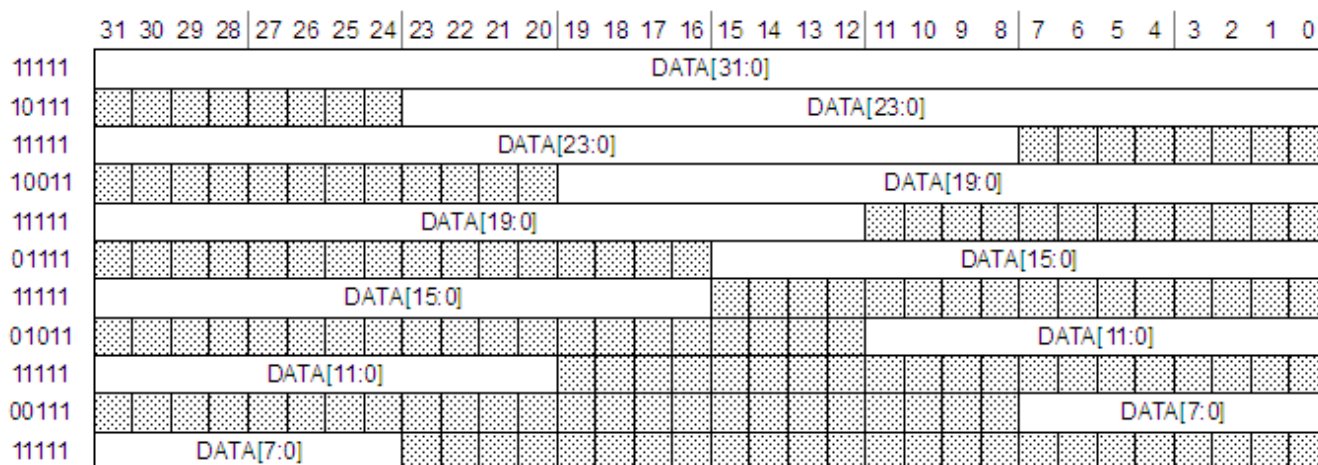 31 30 29 28 27 26 25 24 23 22 21 20 19 18 17 16 15 14 13 12 11 10 9 8 7 6 5 4 3 2 1 0
11111 DATA[31:0]
10111 DATA[23:0]
11111 DATA[23:0]
10011 DATA[19:0]
11111 DATA[19:0]
01111 DATA[15:0]
11111 DATA[15:0]
01011 DATA[11:0]
11111 DATA[11:0]
00111 DATA[7:0]
11111 DATA[7:0]